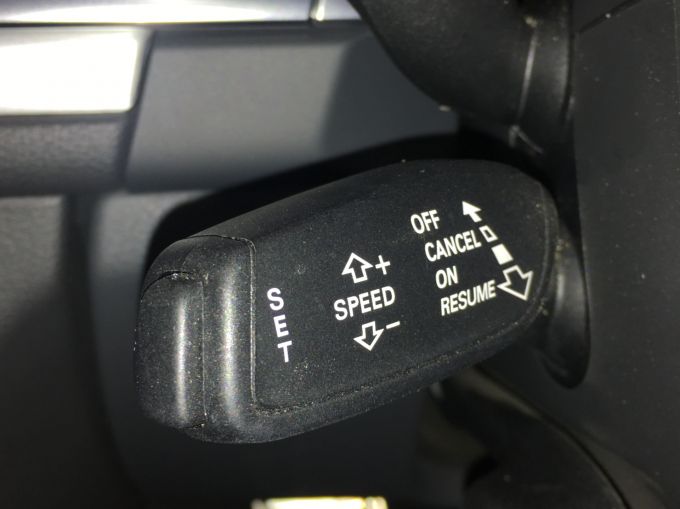 SET
SPEED
+
−
OFF
CANCEL
ON
RESUME